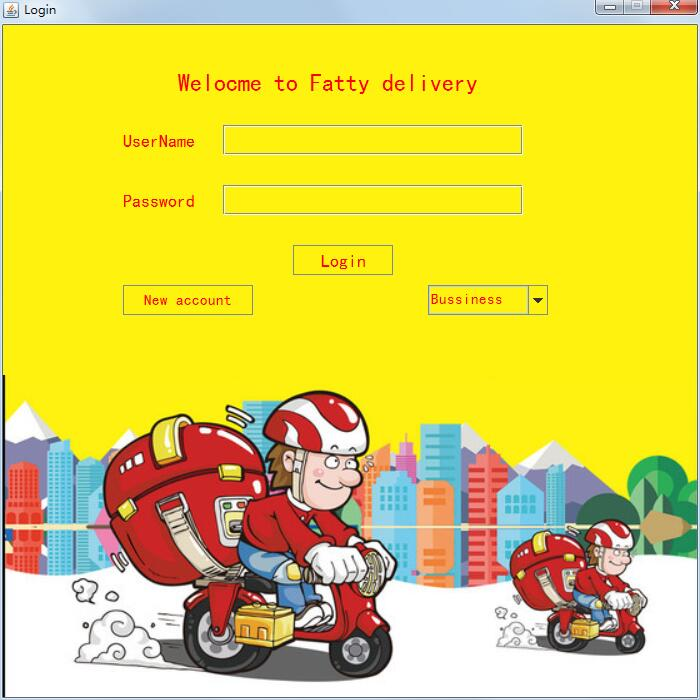 Login
Welocme to Fatty delivery
UserName
Password
Login
New account
Bussiness